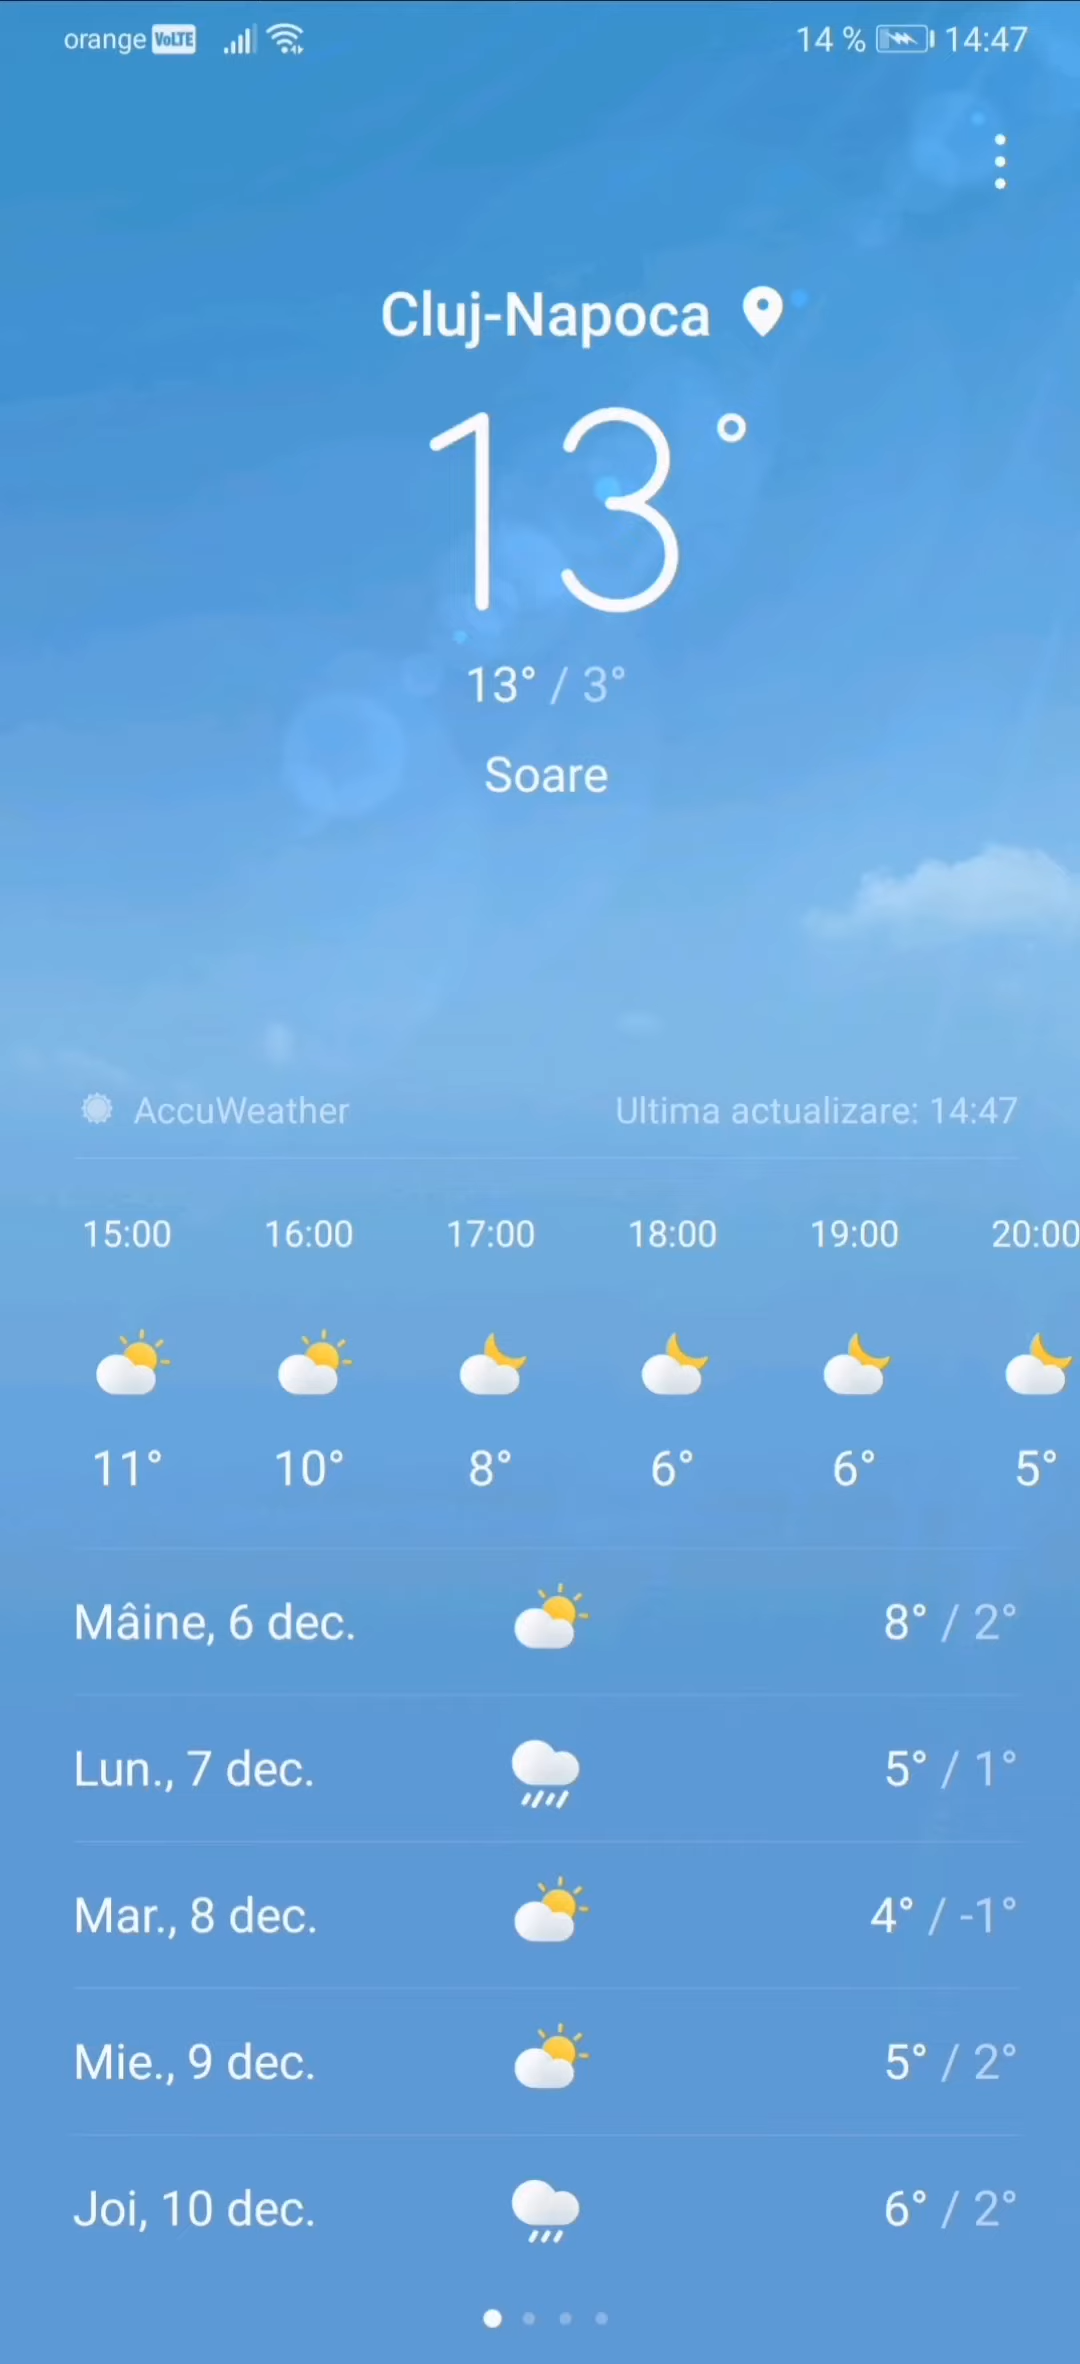 orange VoLTE 14 % 14:47
Cluj-Napoca
13°
13° / 3°
Soare
AccuWeather Ultima actualizare: 14:47
15:00 16:00 17:00 18:00 19:00 20:00
11° 10° 8° 6° 6° 5°
Mâine, 6 dec. 8° / 2°
Lun., 7 dec. 5° / 1°
Mar., 8 dec. 4° / -1°
Mie., 9 dec. 5° / 2°
Joi, 10 dec. 6° / 2°